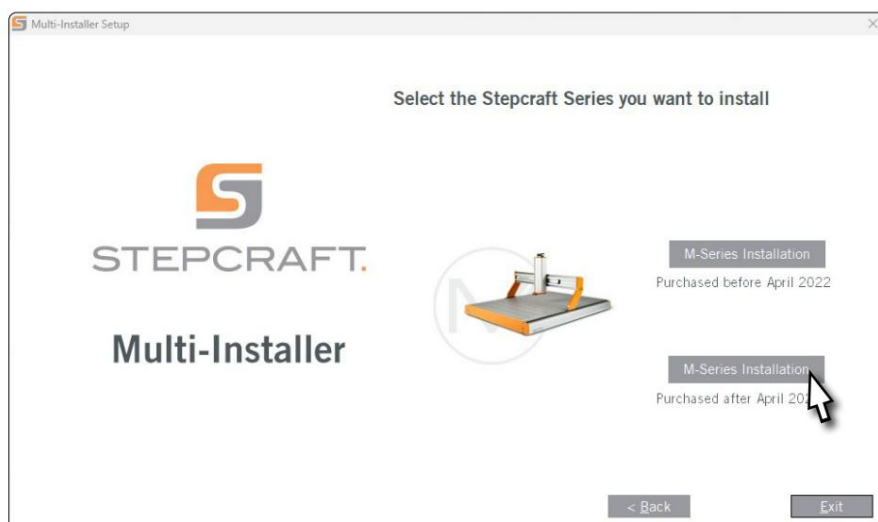 Multi-Installer Setup
Select the Stepcraft Series you want to install
STEPCRAFT.
Multi-Installer
M-Series Installation
Purchased before April 2022
M-Series Installation
Purchased after April
< Back
Exit